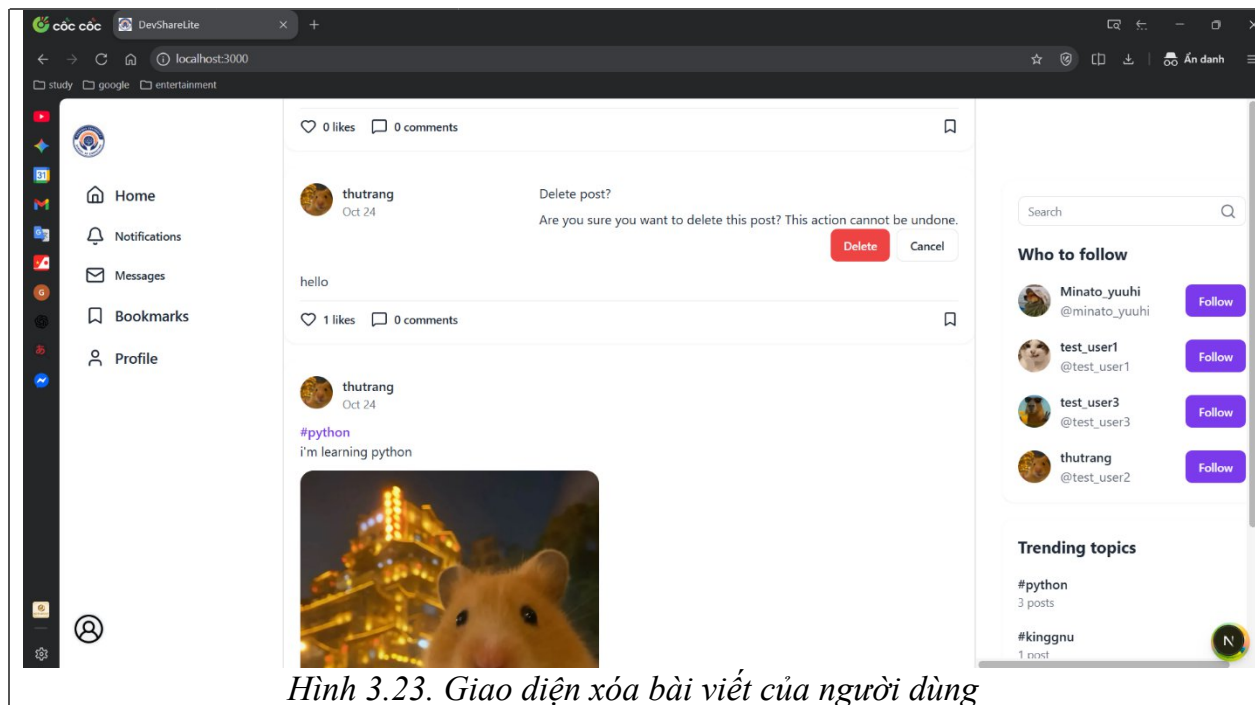 cốc cốc
DevShareLite
localhost:3000
Ẩn danh
study google entertainment
0 likes 0 comments
thutrang
Oct 24
Delete post?
Are you sure you want to delete this post? This action cannot be undone.
Delete Cancel
hello
1 likes 0 comments
thutrang
Oct 24
#python
i'm learning python
Home
Notifications
Messages
Bookmarks
Profile
31
G
Search
Who to follow
Minato_yuuhi
@minato_yuuhi
Follow
test_user1
@test_user1
Follow
test_user3
@test_user3
Follow
thutrang
@test_user2
Follow
Trending topics
#python
3 posts
#kinggnu
1 post
N
Hình 3.23. Giao diện xóa bài viết của người dùng